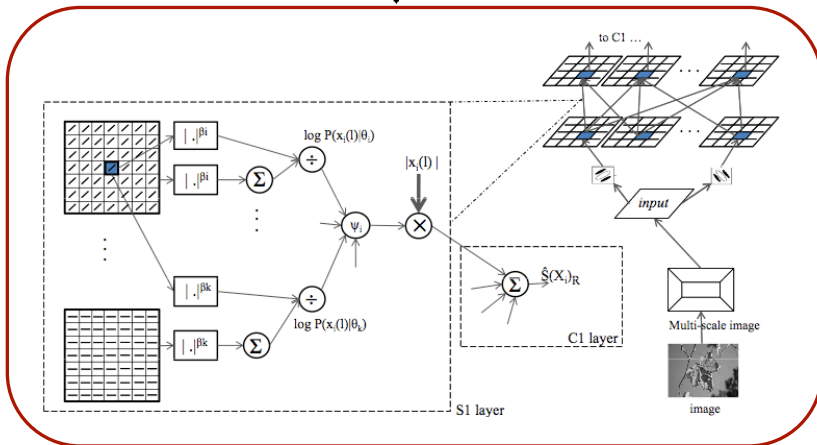 to C1 ...
| .|βi
log P(xi(l)|θi)
÷
| .|βi
Σ
|xi(l) |
ψi
×
input
| .|βk
÷
Σ
Ŝ(Xi)R
log P(xi(l)|θk)
| .|βk
Σ
C1 layer
Multi-scale image
S1 layer
image